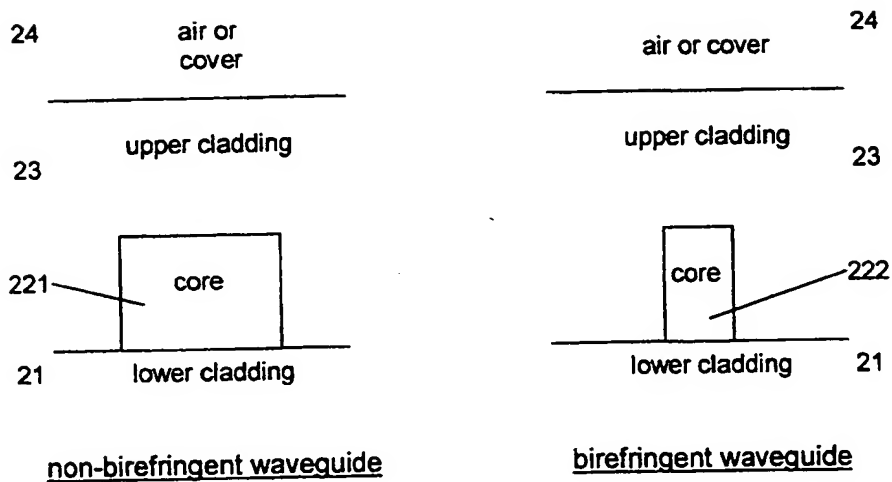 24
air or
cover
upper cladding
23
221
core
21
lower cladding
non-birefringent waveguide
24
air or cover
upper cladding
23
core
222
lower cladding
21
birefringent waveguide